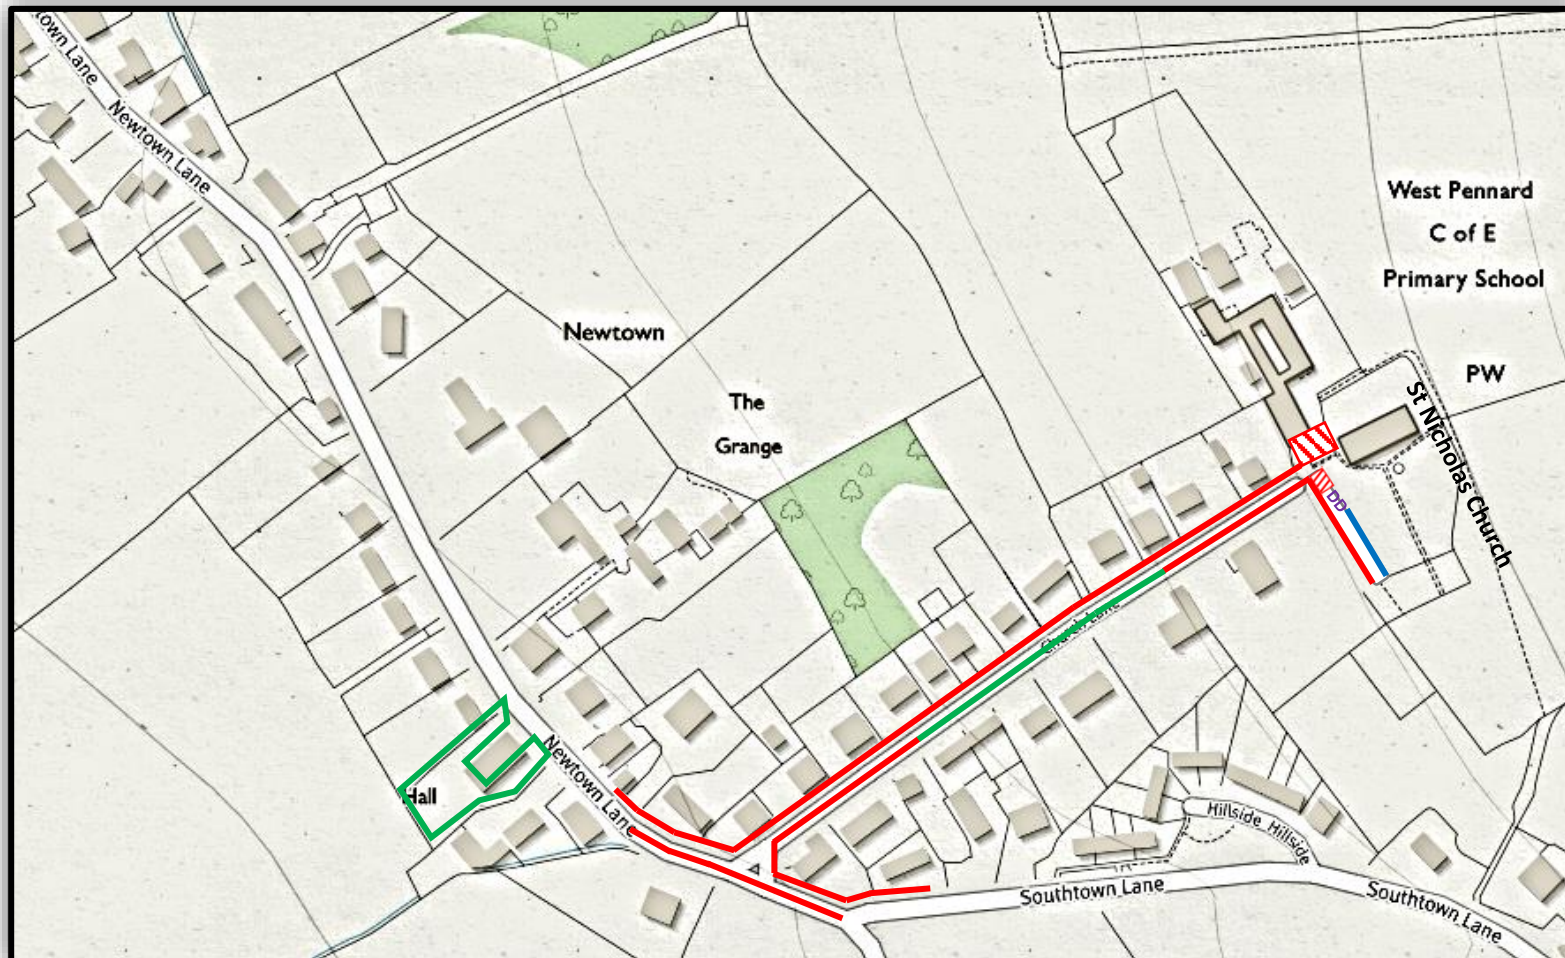 town Lane
Newtown Lane
West Pennard
C of E
Primary School
Newtown
PW
The
Grange
St Nicholas Church
DD
Church Lane
Newtown Lane
Hall
Hillside
Hillside
Southtown Lane
Southtown Lane